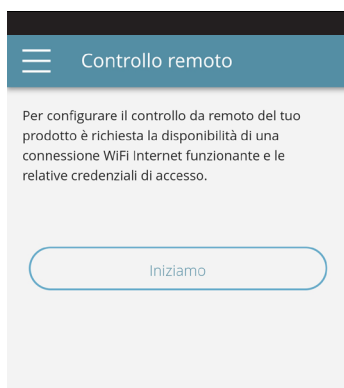 Controllo remoto
Per configurare il controllo da remoto del tuo
prodotto è richiesta la disponibilità di una
connessione WiFi Internet funzionante e le
relative credenziali di accesso.
Iniziamo